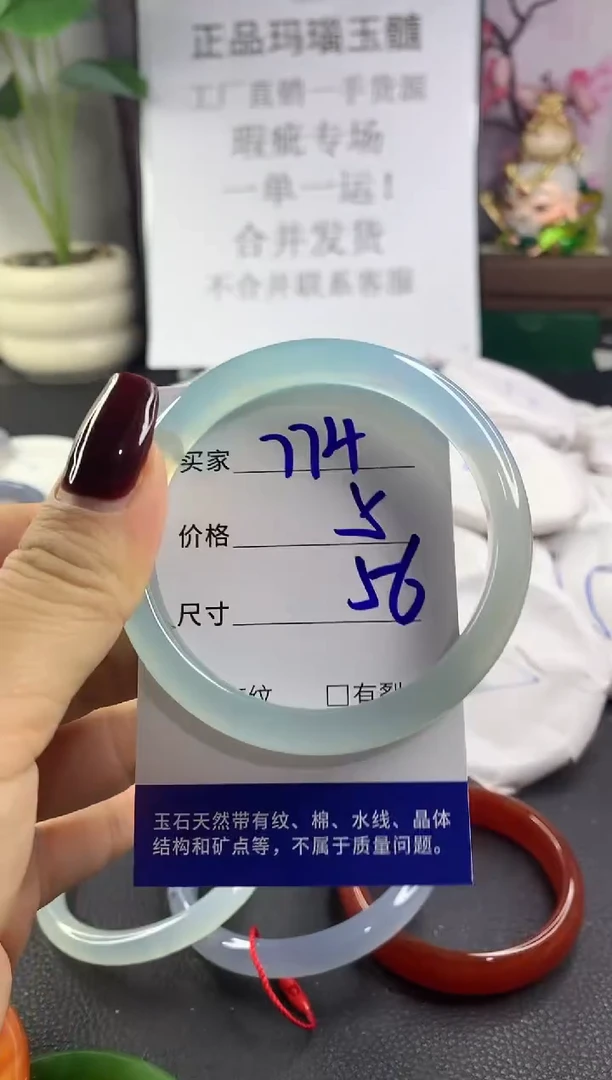 正品玛瑙玉髓
工厂直销一手货源
瑕疵专场
一单一运!
合并发货
不合并联系客服
买家 774
价格 5
尺寸 56
纹 □有裂
玉石天然带有纹、棉、水线、晶体
结构和矿点等，不属于质量问题。